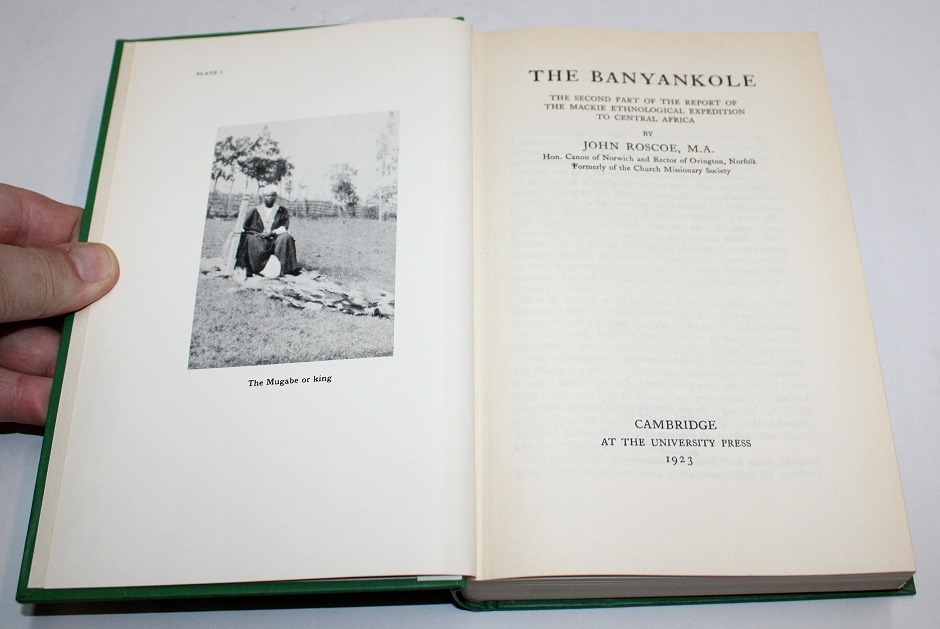 PLATE I
The Mugabe or king
THE BANYANKOLE
THE SECOND PART OF THE REPORT OF
THE MACKIE ETHNOLOGICAL EXPEDITION
TO CENTRAL AFRICA
BY
JOHN ROSCOE, M.A.
Hon. Canon of Norwich and Rector of Ovington, Norfolk
Formerly of the Church Missionary Society
CAMBRIDGE
AT THE UNIVERSITY PRESS
1923